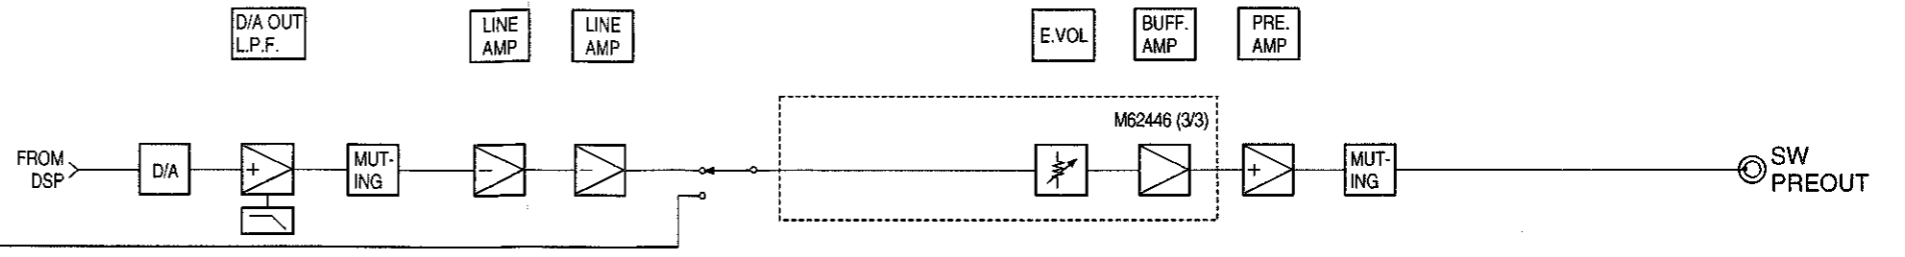 D/A OUT
L.P.F.
LINE
AMP
LINE
AMP
E.VOL
BUFF.
AMP
PRE.
AMP
M62446 (3/3)
FROM
DSP
D/A
+
MUT-
ING
−
−
+
MUT-
ING
SW
PREOUT